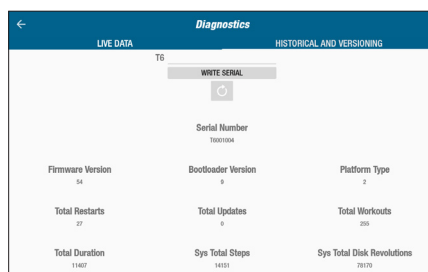 Diagnostics
LIVE DATA HISTORICAL AND VERSIONING
T6
WRITE SERIAL
Serial Number
T6001004
Firmware Version Bootloader Version Platform Type
54 9 2
Total Restarts Total Updates Total Workouts
27 0 255
Total Duration Sys Total Steps Sys Total Disk Revolutions
11407 14151 78170